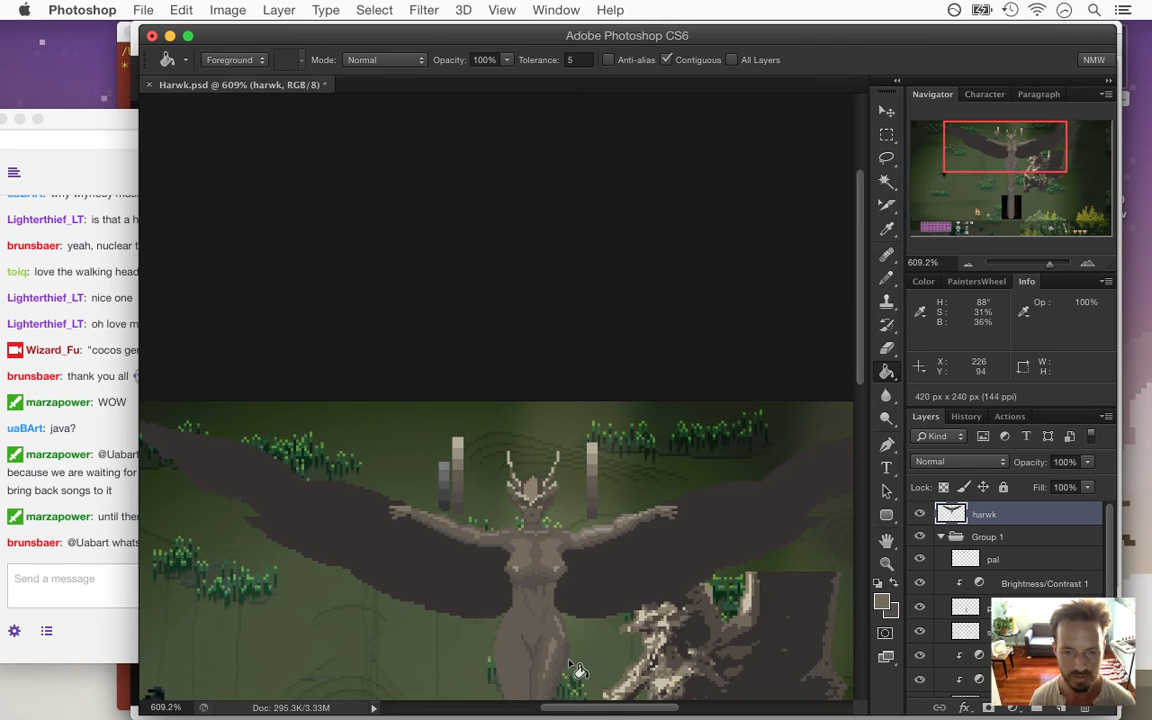 Photoshop File Edit Image Layer Type Select Filter 3D View Window Help
Adobe Photoshop CS6
Foreground Mode: Normal Opacity: 100% Tolerance: 5 Anti-alias Contiguous All Layers NMW
Harwk.psd @ 609% (harwk, RGB/8) *
Navigator Character Paragraph
609.2%
Color PaintersWheel Info
H: 88° Op: 100%
S: 31%
B: 36%
X: 226 W:
Y: 94 H:
420 px x 240 px (144 ppi)
Layers History Actions
Kind
Normal Opacity: 100%
Lock: Fill: 100%
harwk
Group 1
pal
Brightness/Contrast 1
609.2% Doc: 295.3K/3.33M
Lighterthief_LT: is that a h
brunsbaer: yeah, nuclear t
toiq: love the walking head
Lighterthief_LT: nice one
Lighterthief_LT: oh love m
Wizard_Fu: "cocos ger
brunsbaer: thank you all
marzapower: WOW
uaBArt: java?
marzapower: @Uabart
because we are waiting for
bring back songs to it
marzapower: until ther
brunsbaer: @Uabart whats
Send a message